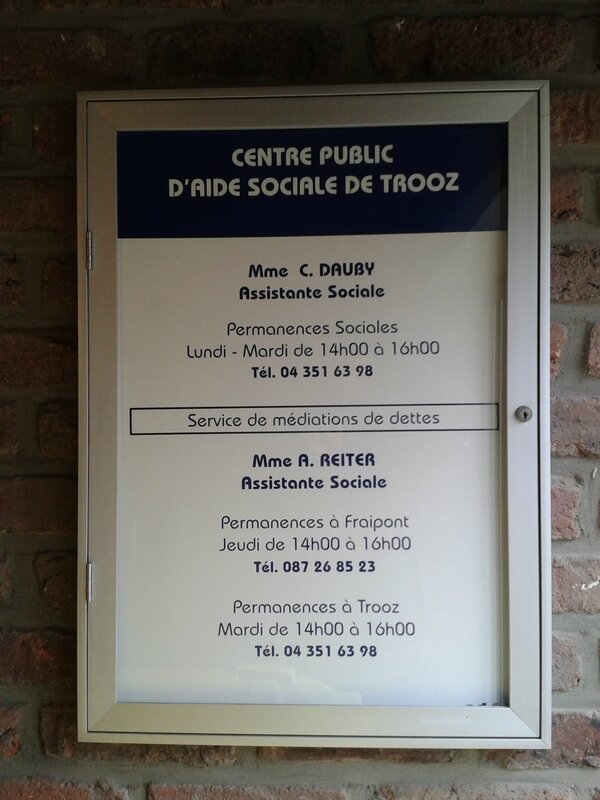 CENTRE PUBLIC
D'AIDE SOCIALE DE TROOZ
Mme C. DAUBY
Assistante Sociale
Permanences Sociales
Lundi - Mardi de 14h00 à 16h00
Tél. 04 351 63 98
Service de médiations de dettes
Mme A. REITER
Assistante Sociale
Permanences à Fraipont
Jeudi de 14h00 à 16h00
Tél. 087 26 85 23
Permanences à Trooz
Mardi de 14h00 à 16h00
Tél. 04 351 63 98